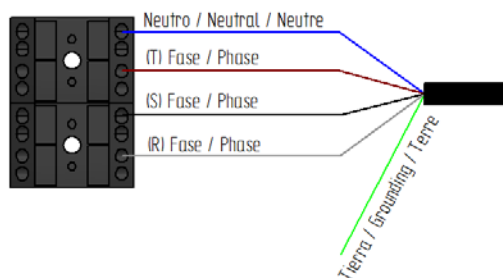 Neutro / Neutral / Neutre
(T) Fase / Phase
(S) Fase / Phase
(R) Fase / Phase
Tierra / Grounding / Terre